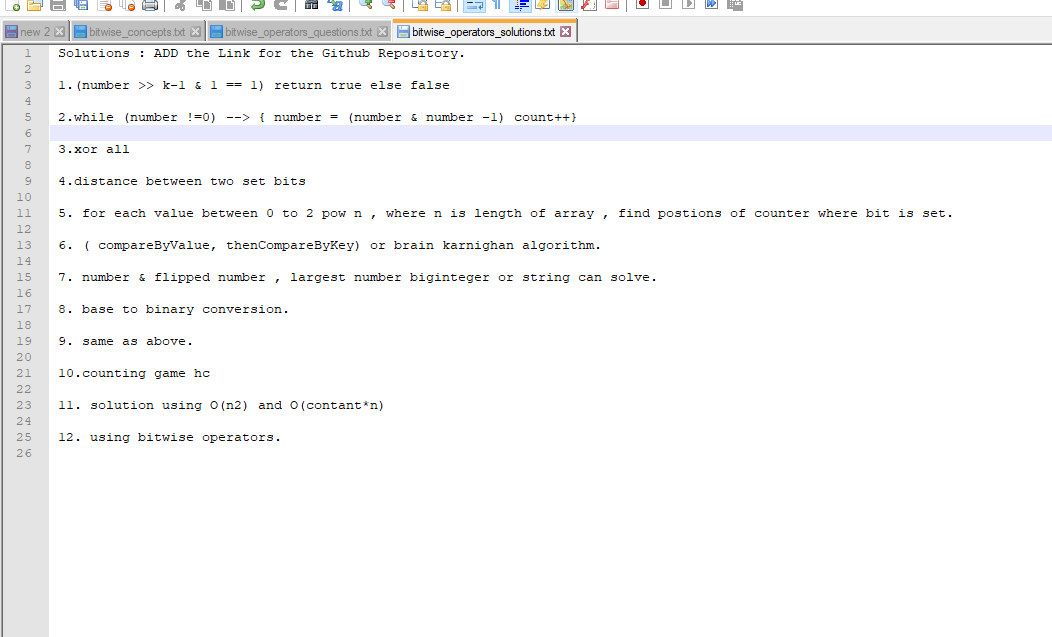 new 2
bitwise_concepts.txt
bitwise_operators_questions.txt
bitwise_operators_solutions.txt
1 Solutions : ADD the Link for the Github Repository.
2
3 1.(number >> k-1 & 1 == 1) return true else false
4
5 2.while (number !=0) --> { number = (number & number -1) count++}
6
7 3.xor all
8
9 4.distance between two set bits
10
11 5. for each value between 0 to 2 pow n , where n is length of array , find postions of counter where bit is set.
12
13 6. ( compareByValue, thenCompareByKey) or brain karnighan algorithm.
14
15 7. number & flipped number , largest number biginteger or string can solve.
16
17 8. base to binary conversion.
18
19 9. same as above.
20
21 10.counting game hc
22
23 11. solution using O(n2) and O(contant*n)
24
25 12. using bitwise operators.
26